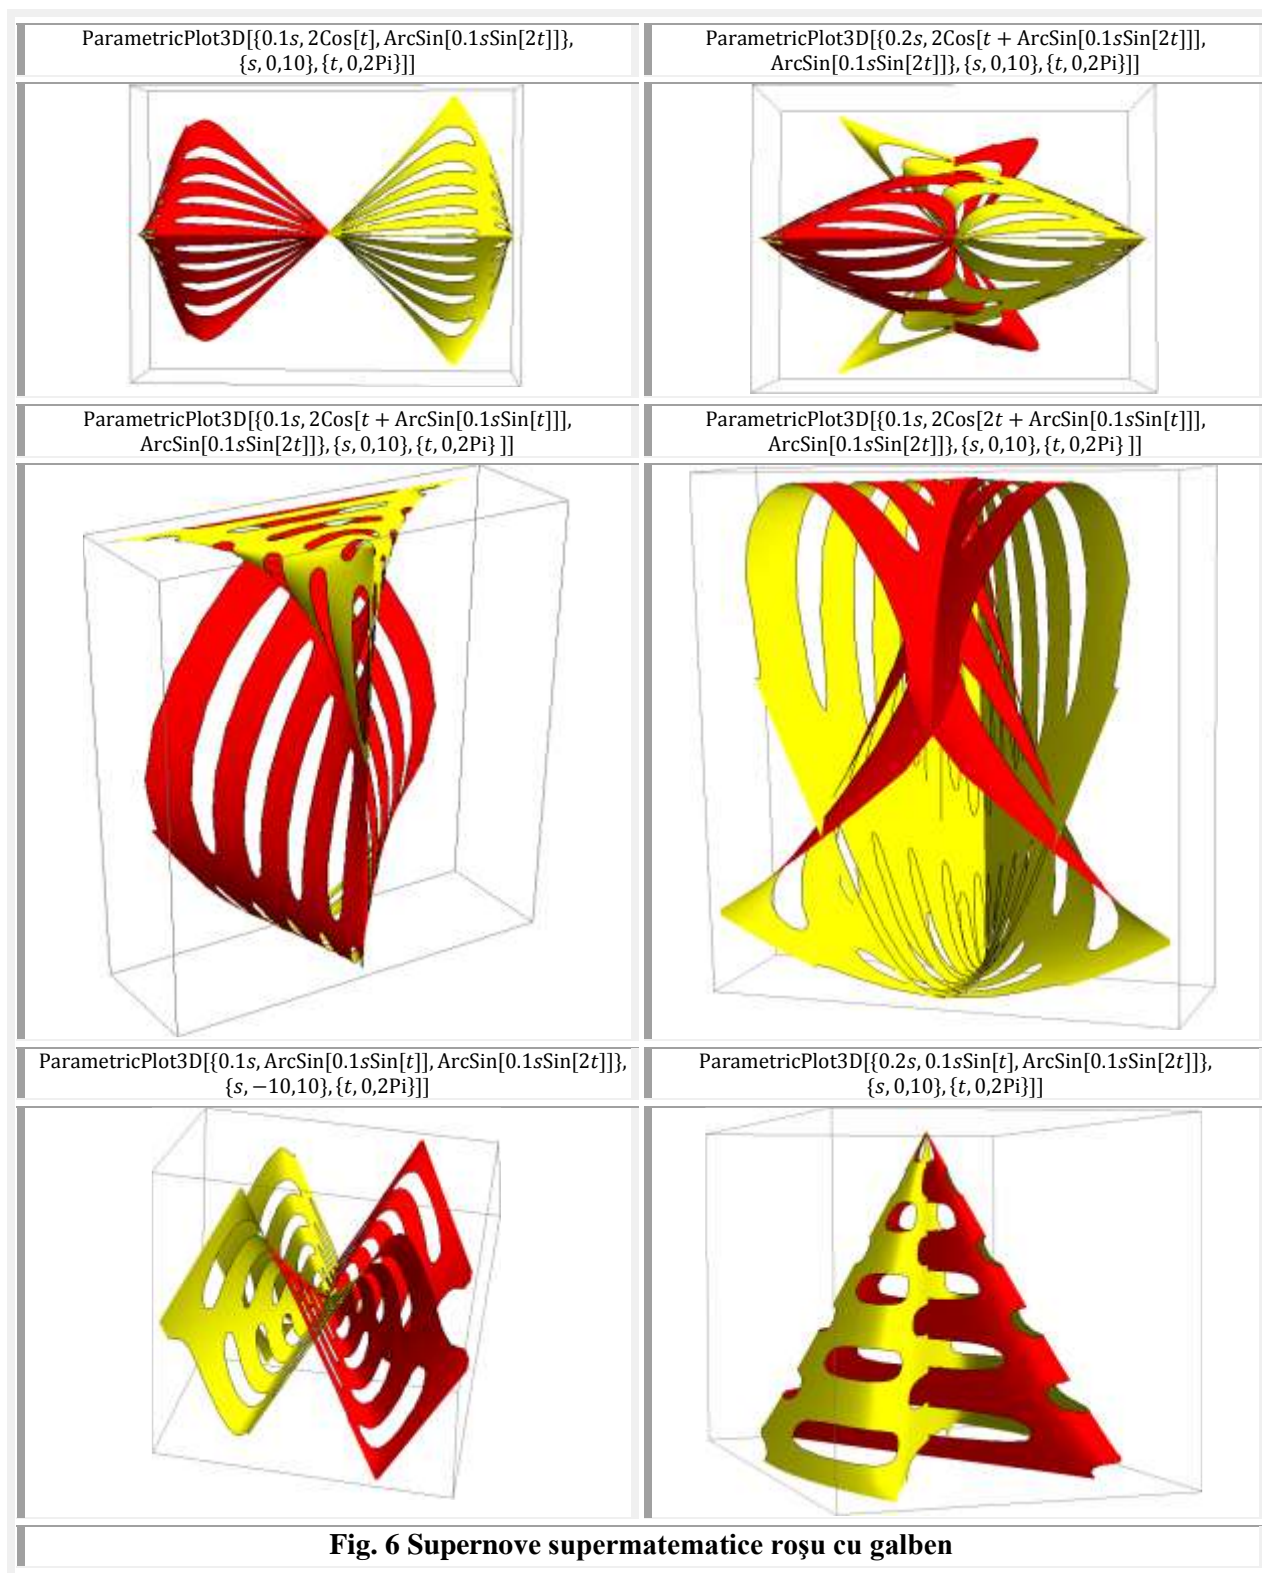 ParametricPlot3D[{0.1s, 2Cos[t], ArcSin[0.1sSin[2t]]},
{s, 0,10}, {t, 0,2Pi}]]
ParametricPlot3D[{0.2s, 2Cos[t + ArcSin[0.1sSin[2t]]],
ArcSin[0.1sSin[2t]]}, {s, 0,10}, {t, 0,2Pi}]]
ParametricPlot3D[{0.1s, 2Cos[t + ArcSin[0.1sSin[t]]],
ArcSin[0.1sSin[2t]]}, {s, 0,10}, {t, 0,2Pi} ]]
ParametricPlot3D[{0.1s, 2Cos[2t + ArcSin[0.1sSin[t]]],
ArcSin[0.1sSin[2t]]}, {s, 0,10}, {t, 0,2Pi} ]]
ParametricPlot3D[{0.1s, ArcSin[0.1sSin[t]], ArcSin[0.1sSin[2t]]},
{s, −10,10}, {t, 0,2Pi}]]
ParametricPlot3D[{0.2s, 0.1sSin[t], ArcSin[0.1sSin[2t]]},
{s, 0,10}, {t, 0,2Pi}]]
Fig. 6 Supernove supermatematice roşu cu galben